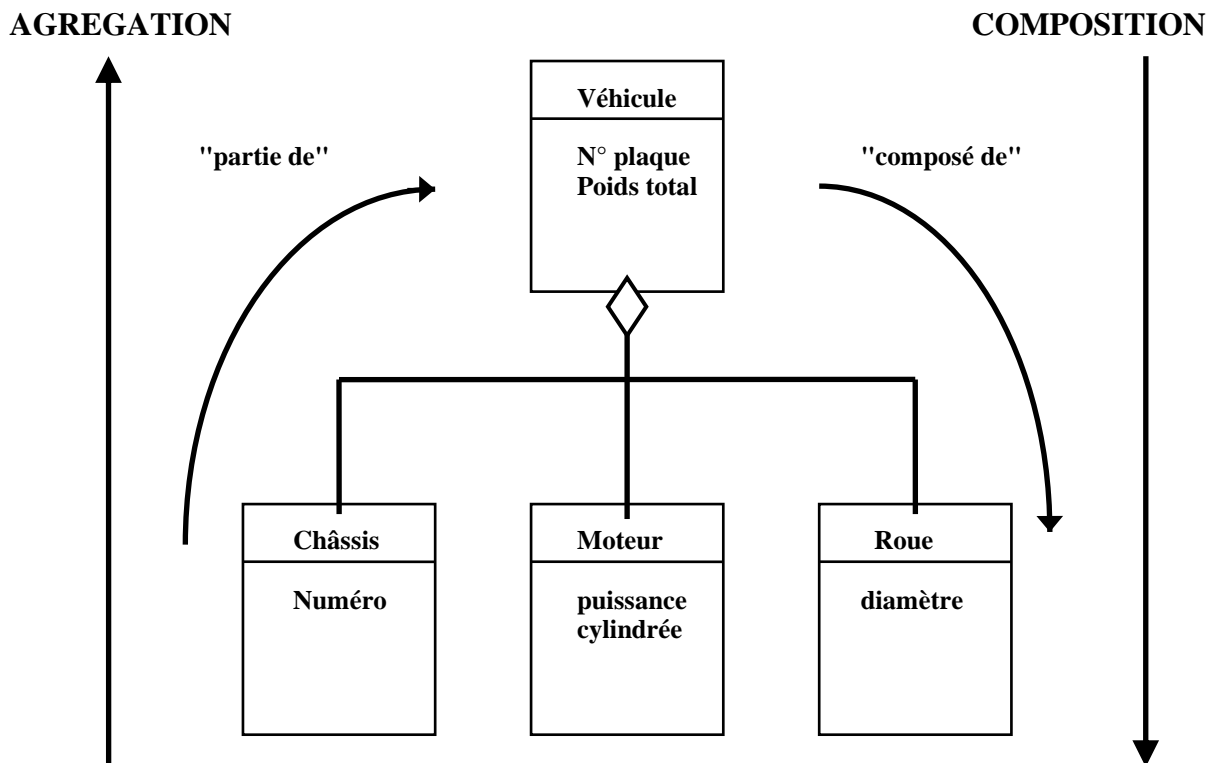 AGREGATION
COMPOSITION
Véhicule
"partie de"
N° plaque
Poids total
"composé de"
Châssis
Numéro
Moteur
puissance
cylindrée
Roue
diamètre